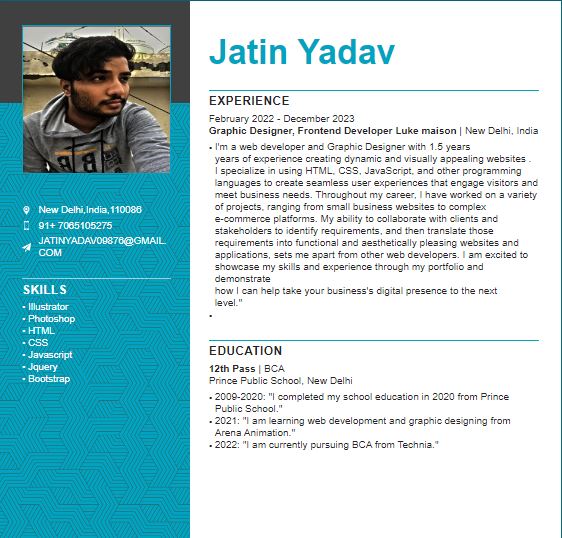 Jatin Yadav
New Delhi,India,110086
91+ 7065105275
JATINYADAV09876@GMAIL.
COM
SKILLS
• Illustrator
• Photoshop
• HTML
• CSS
• Javascript
• Jquery
• Bootstrap
EXPERIENCE
February 2022 - December 2023
Graphic Designer, Frontend Developer Luke maison | New Delhi, India
• I'm a web developer and Graphic Designer with 1.5 years
years of experience creating dynamic and visually appealing websites .
I specialize in using HTML, CSS, JavaScript, and other programming
languages to create seamless user experiences that engage visitors and
meet business needs. Throughout my career, I have worked on a variety
of projects, ranging from small business websites to complex
e-commerce platforms. My ability to collaborate with clients and
stakeholders to identify requirements, and then translate those
requirements into functional and aesthetically pleasing websites and
applications, sets me apart from other web developers. I am excited to
showcase my skills and experience through my portfolio and
demonstrate
how I can help take your business's digital presence to the next
level."
•
EDUCATION
12th Pass | BCA
Prince Public School, New Delhi
• 2009-2020: "I completed my school education in 2020 from Prince
Public School."
• 2021: "I am learning web development and graphic designing from
Arena Animation."
• 2022: "I am currently pursuing BCA from Technia."